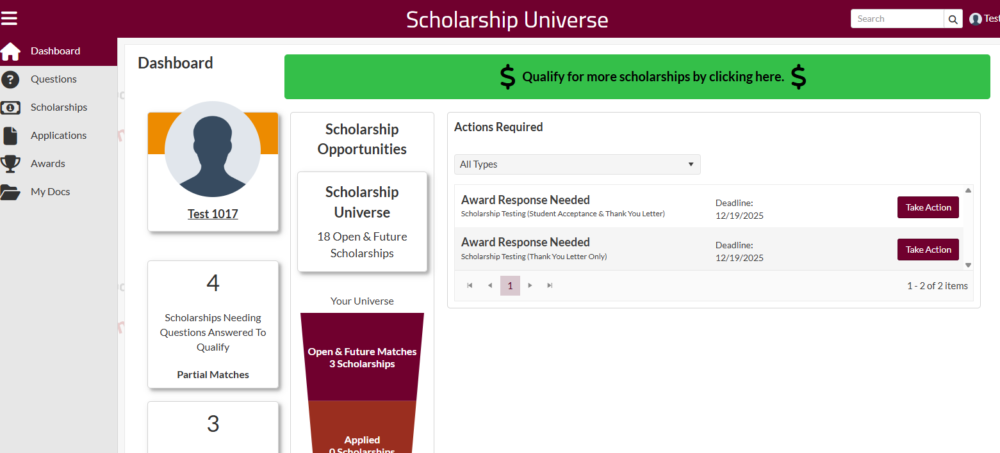 Scholarship Universe
Search
Test
Dashboard
Questions
Scholarships
Applications
Awards
My Docs
Dashboard
$ Qualify for more scholarships by clicking here. $
Test 1017
4
Scholarships Needing
Questions Answered To
Qualify
Partial Matches
3
Scholarship
Opportunities
Scholarship
Universe
18 Open & Future
Scholarships
Your Universe
Open & Future Matches
3 Scholarships
Applied
0 Scholarships
Actions Required
All Types
Award Response Needed
Scholarship Testing (Student Acceptance & Thank You Letter)
Deadline:
12/19/2025
Take Action
Award Response Needed
Scholarship Testing (Thank You Letter Only)
Deadline:
12/19/2025
Take Action
1
1 - 2 of 2 items